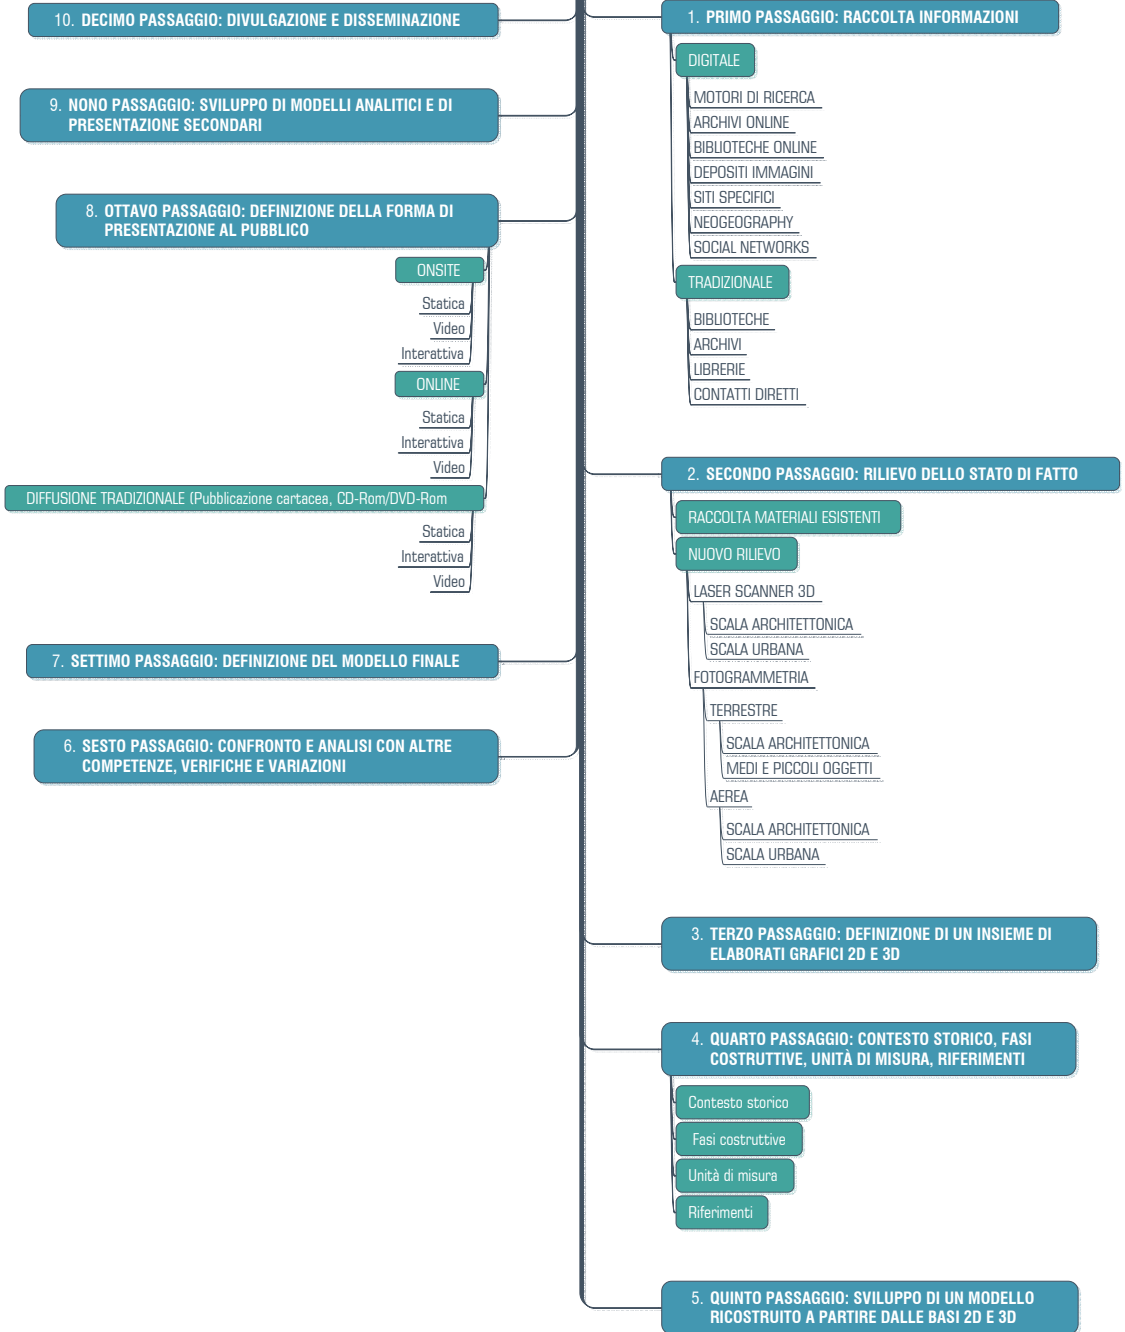 10. DECIMO PASSAGGIO: DIVULGAZIONE E DISSEMINAZIONE
9. NONO PASSAGGIO: SVILUPPO DI MODELLI ANALITICI E DI
PRESENTAZIONE SECONDARI
8. OTTAVO PASSAGGIO: DEFINIZIONE DELLA FORMA DI
PRESENTAZIONE AL PUBBLICO
ONSITE
Statica
Video
Interattiva
ONLINE
Statica
Interattiva
Video
DIFFUSIONE TRADIZIONALE (Pubblicazione cartacea, CD-Rom/DVD-Rom
Statica
Interattiva
Video
7. SETTIMO PASSAGGIO: DEFINIZIONE DEL MODELLO FINALE
6. SESTO PASSAGGIO: CONFRONTO E ANALISI CON ALTRE
COMPETENZE, VERIFICHE E VARIAZIONI
1. PRIMO PASSAGGIO: RACCOLTA INFORMAZIONI
DIGITALE
MOTORI DI RICERCA
ARCHIVI ONLINE
BIBLIOTECHE ONLINE
DEPOSITI IMMAGINI
SITI SPECIFICI
NEOGEOGRAPHY
SOCIAL NETWORKS
TRADIZIONALE
BIBLIOTECHE
ARCHIVI
LIBRERIE
CONTATTI DIRETTI
2. SECONDO PASSAGGIO: RILIEVO DELLO STATO DI FATTO
RACCOLTA MATERIALI ESISTENTI
NUOVO RILIEVO
LASER SCANNER 3D
SCALA ARCHITETTONICA
SCALA URBANA
FOTOGRAMMETRIA
TERRESTRE
SCALA ARCHITETTONICA
MEDI E PICCOLI OGGETTI
AEREA
SCALA ARCHITETTONICA
SCALA URBANA
3. TERZO PASSAGGIO: DEFINIZIONE DI UN INSIEME DI
ELABORATI GRAFICI 2D E 3D
4. QUARTO PASSAGGIO: CONTESTO STORICO, FASI
COSTRUTTIVE, UNITÀ DI MISURA, RIFERIMENTI
Contesto storico
Fasi costruttive
Unità di misura
Riferimenti
5. QUINTO PASSAGGIO: SVILUPPO DI UN MODELLO
RICOSTRUITO A PARTIRE DALLE BASI 2D E 3D